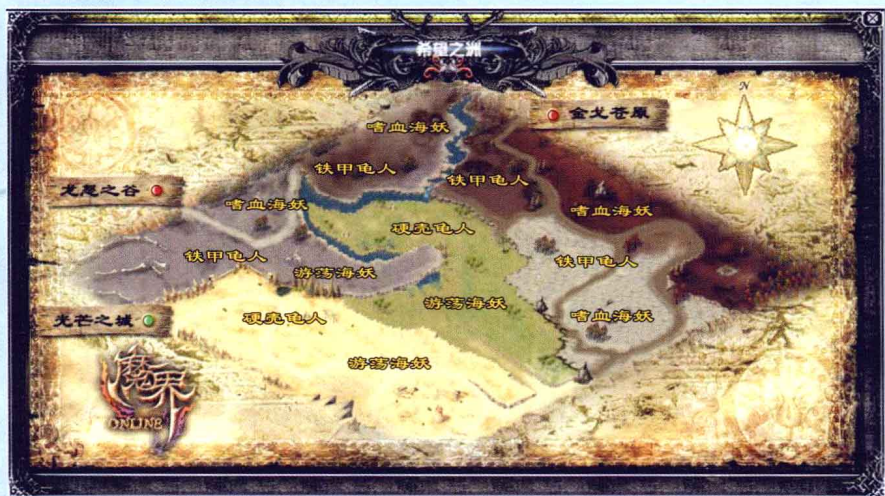 希望之洲
N
嗜血海妖
金戈苍原
铁甲龟人
铁甲龟人
龙怒之谷
嗜血海妖
嗜血海妖
硬壳龟人
铁甲龟人
铁甲龟人
游荡海妖
游荡海妖
光芒之城
硬壳龟人
嗜血海妖
游荡海妖
魔界
ONLINE